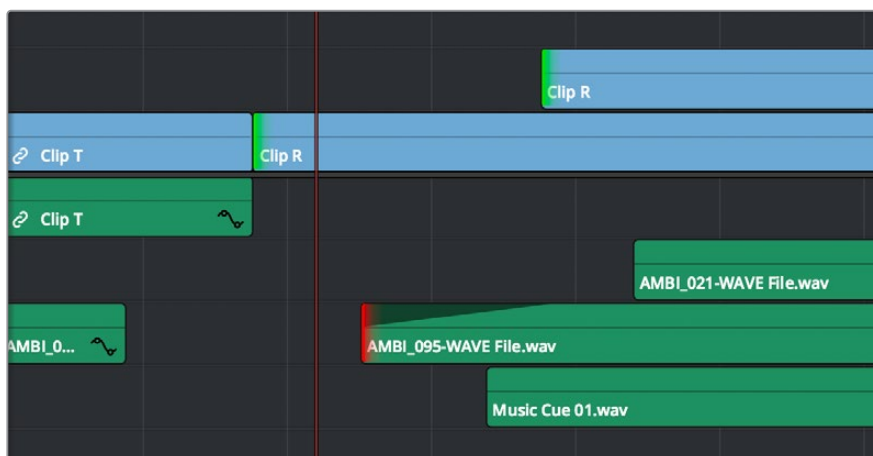 Clip R
Clip T
Clip R
Clip T
AMBI_021-WAVE File.wav
AMBI_0...
AMBI_095-WAVE File.wav
Music Cue 01.wav